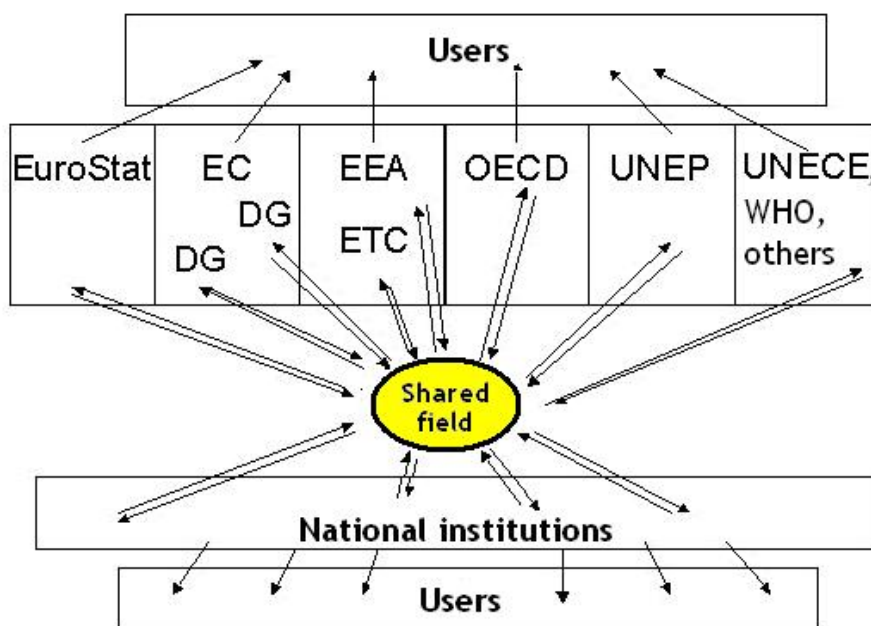 Users
EuroStat
EC
DG
DG
EEA
ETC
OECD
UNEP
UNECE,
WHO,
others
Shared
field
National institutions
Users